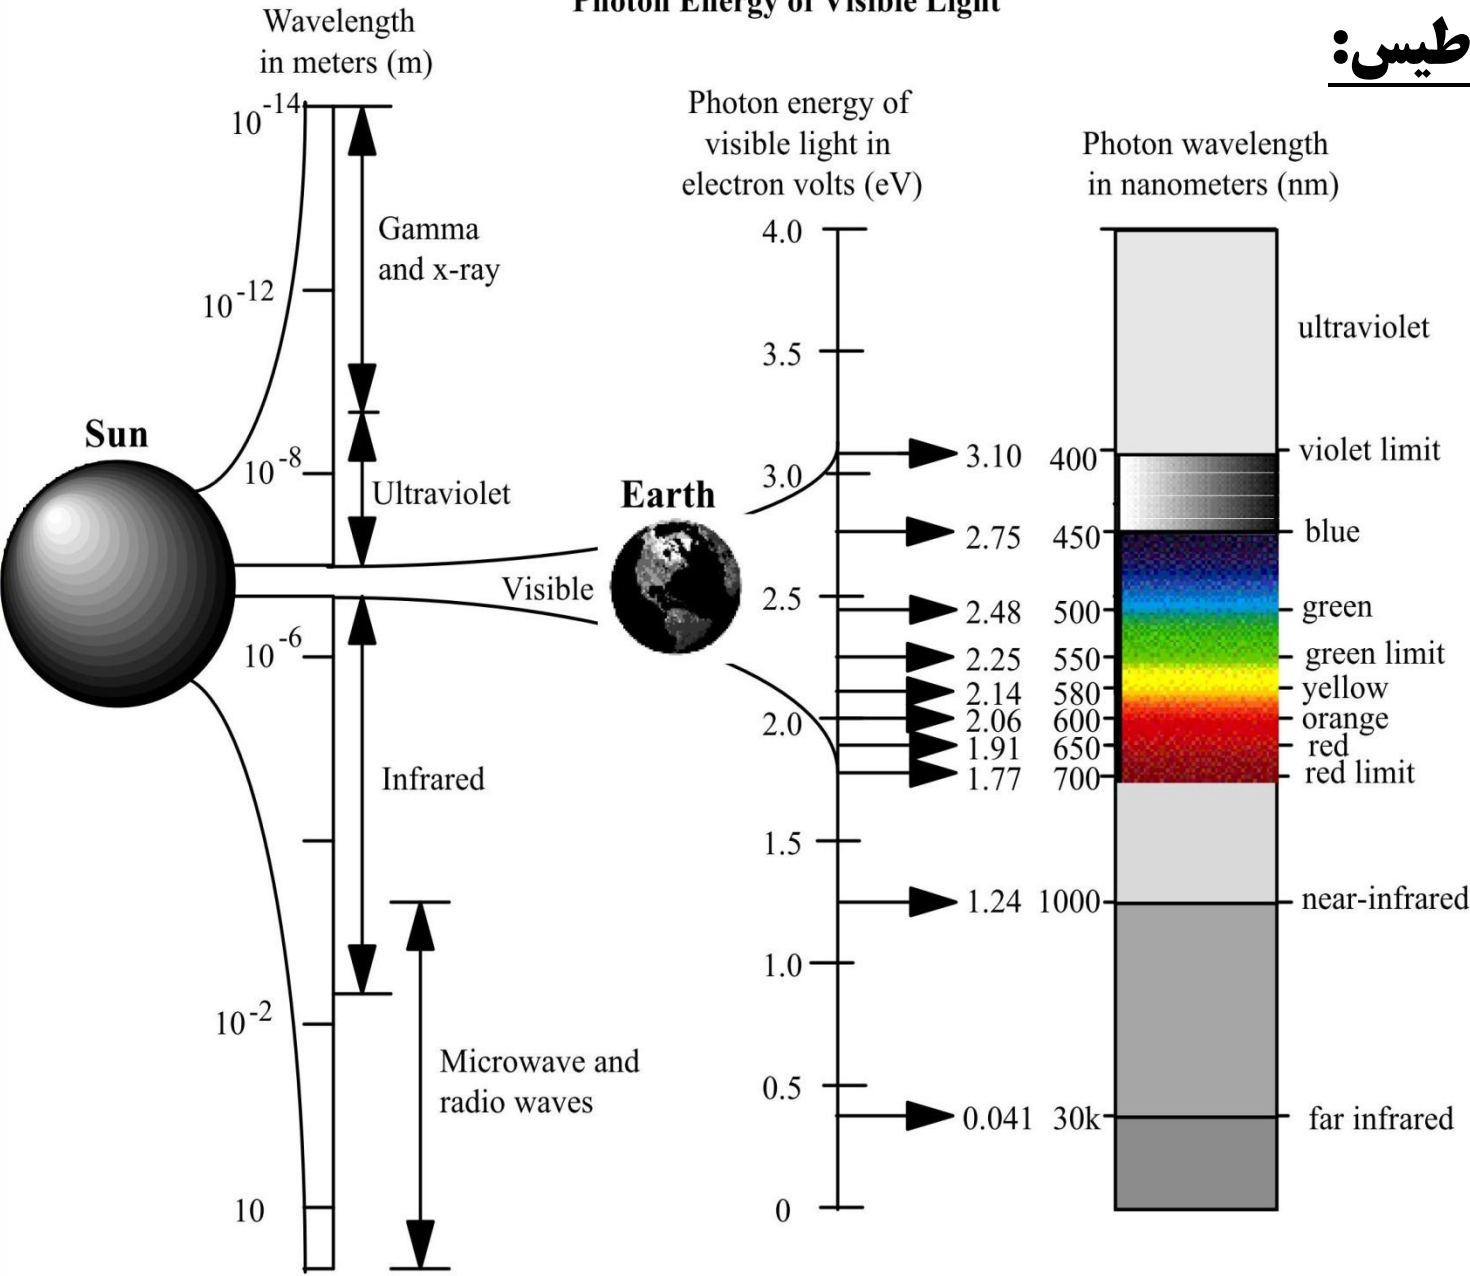 Photon Energy of Visible Light
طيس:
Wavelength
in meters (m)
10-14
10-12
10-8
10-6
10-2
10
Gamma
and x-ray
Ultraviolet
Visible
Infrared
Microwave and
radio waves
Sun
Earth
Photon energy of
visible light in
electron volts (eV)
4.0
3.5
3.0
2.5
2.0
1.5
1.0
0.5
0
Photon wavelength
in nanometers (nm)
ultraviolet
3.10 400 violet limit
2.75 450 blue
2.48 500 green
2.25 550 green limit
2.14 580 yellow
2.06 600 orange
1.91 650 red
1.77 700 red limit
1.24 1000 near-infrared
0.041 30k far infrared